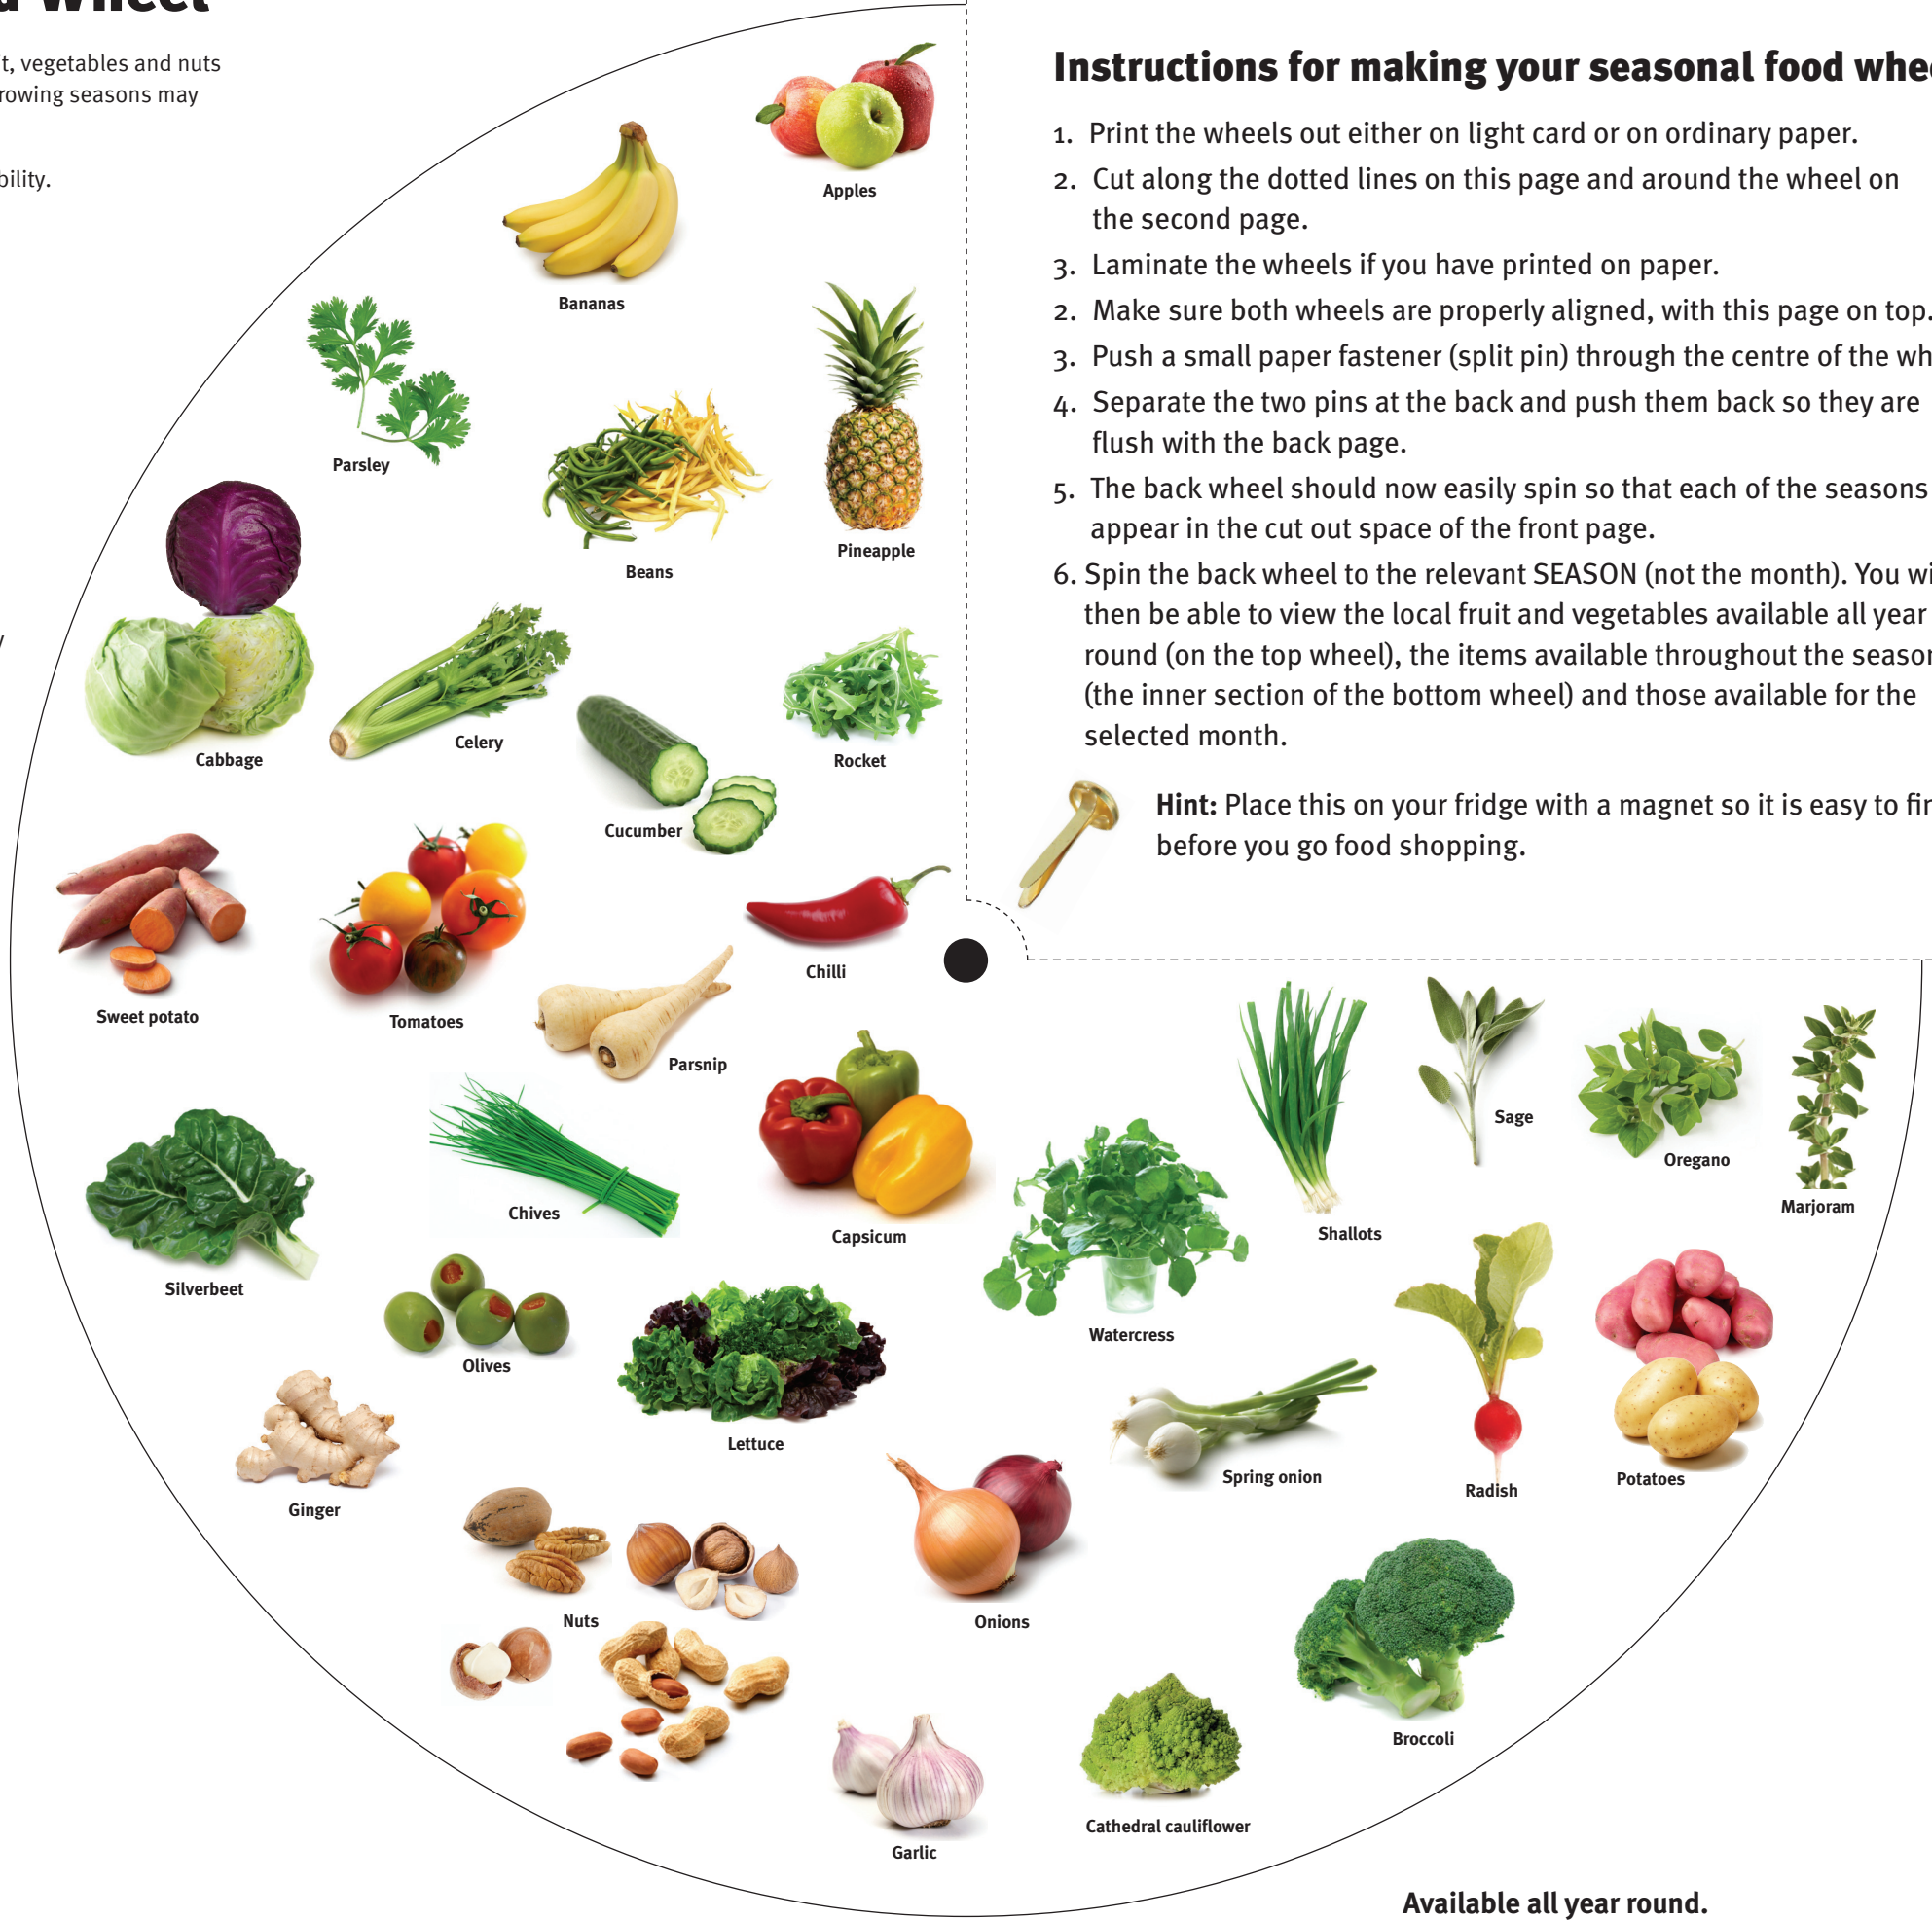 d Wheel
t, vegetables and nuts
rowing seasons may
bility.
y
Instructions for making your seasonal food whe
1. Print the wheels out either on light card or on ordinary paper.
2. Cut along the dotted lines on this page and around the wheel on
the second page.
3. Laminate the wheels if you have printed on paper.
2. Make sure both wheels are properly aligned, with this page on top.
3. Push a small paper fastener (split pin) through the centre of the wh
4. Separate the two pins at the back and push them back so they are
flush with the back page.
5. The back wheel should now easily spin so that each of the seasons
appear in the cut out space of the front page.
6. Spin the back wheel to the relevant SEASON (not the month). You wi
then be able to view the local fruit and vegetables available all year
round (on the top wheel), the items available throughout the season
(the inner section of the bottom wheel) and those available for the
selected month.
Hint: Place this on your fridge with a magnet so it is easy to fin
before you go food shopping.
Apples
Bananas
Parsley
Pineapple
Beans
Cabbage
Celery
Rocket
Cucumber
Sweet potato
Tomatoes
Chilli
Parsnip
Chives
Capsicum
Silverbeet
Olives
Lettuce
Ginger
Nuts
Onions
Garlic
Sage
Oregano
Marjoram
Shallots
Watercress
Spring onion
Radish
Potatoes
Broccoli
Cathedral cauliflower
Available all year round.